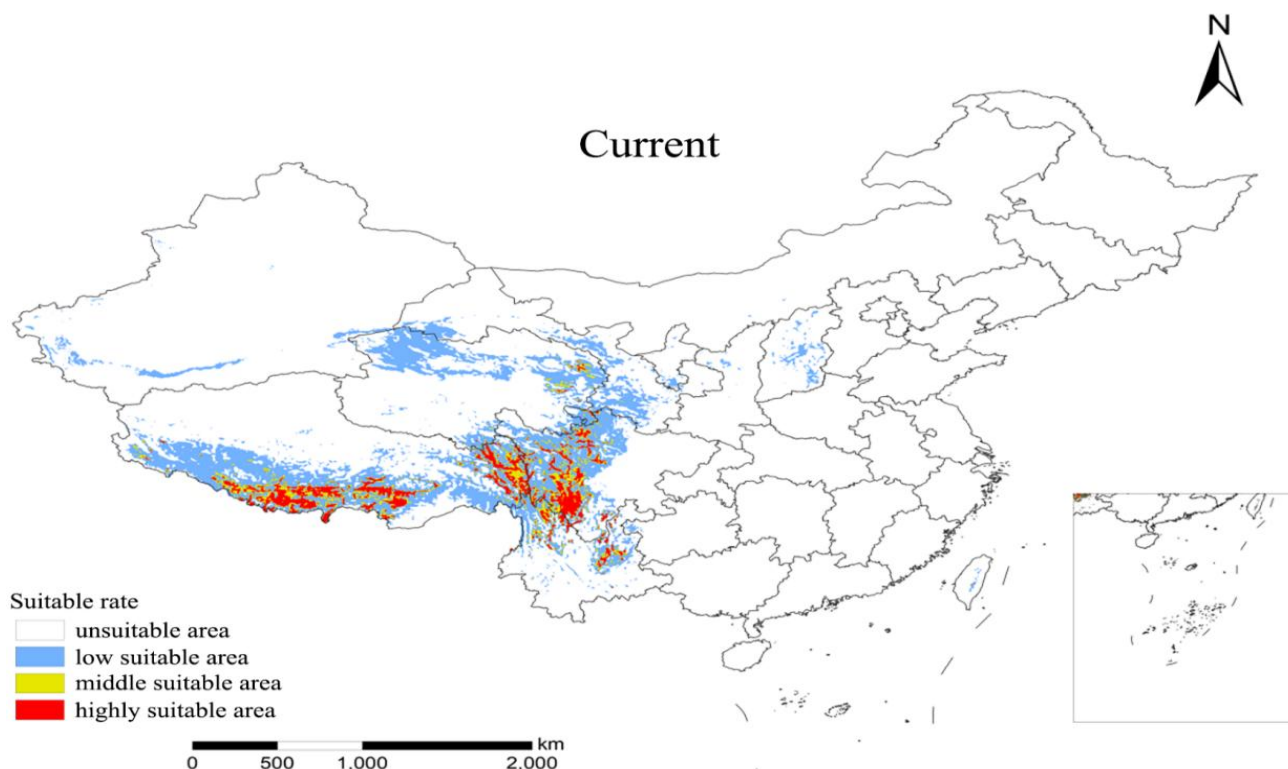 N
Current
Suitable rate
unsuitable area
low suitable area
middle suitable area
highly suitable area
km
0 500 1,000 2,000